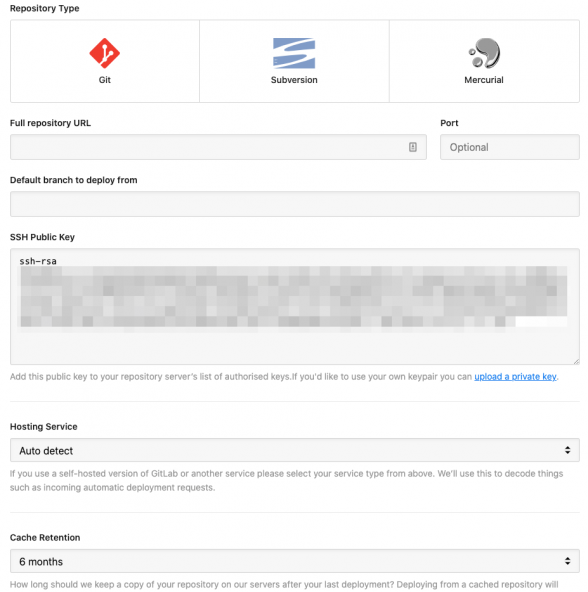 Repository Type
Git
Subversion
Mercurial
Full repository URL
Port
Optional
Default branch to deploy from
SSH Public Key
ssh-rsa
Add this public key to your repository server's list of authorised keys.If you'd like to use your own keypair you can upload a private key.
Hosting Service
Auto detect
If you use a self-hosted version of GitLab or another service please select your service type from above. We'll use this to decode things
such as incoming automatic deployment requests.
Cache Retention
6 months
How long should we keep a copy of your repository on our servers after your last deployment? Deploying from a cached repository will